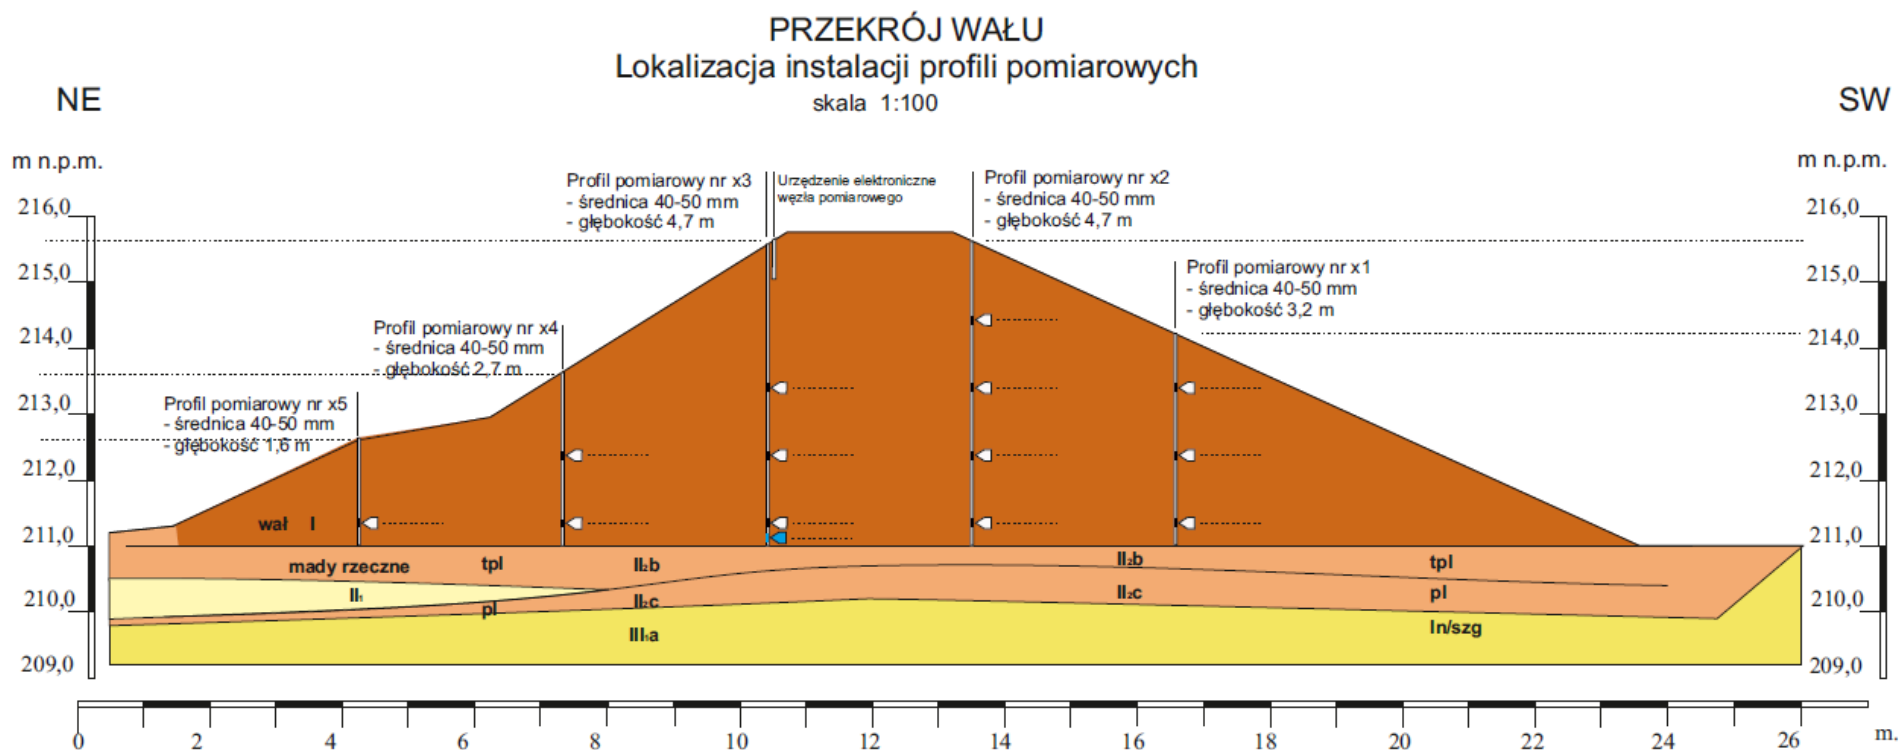 PRZEKRÓJ WAŁU
Lokalizacja instalacji profili pomiarowych
skala 1:100
NE
SW
m n.p.m.
m n.p.m.
Profil pomiarowy nr x3
- średnica 40-50 mm
- głębokość 4,7 m
Urzędzenie elektroniczne
węzła pomiarowego
Profil pomiarowy nr x2
- średnica 40-50 mm
- głębokość 4,7 m
Profil pomiarowy nr x1
- średnica 40-50 mm
- głębokość 3,2 m
Profil pomiarowy nr x4
- średnica 40-50 mm
- głębokość 2,7 m
Profil pomiarowy nr x5
- średnica 40-50 mm
- głębokość 1,6 m
216,0
215,0
214,0
213,0
212,0
211,0
210,0
209,0
216,0
215,0
214,0
213,0
212,0
211,0
210,0
209,0
wał I
mady rzeczne tpl II₂b II₂b tpl
II₁ pl II₂c II₂c pl
III₁a ln/szg
0 2 4 6 8 10 12 14 16 18 20 22 24 26 m.